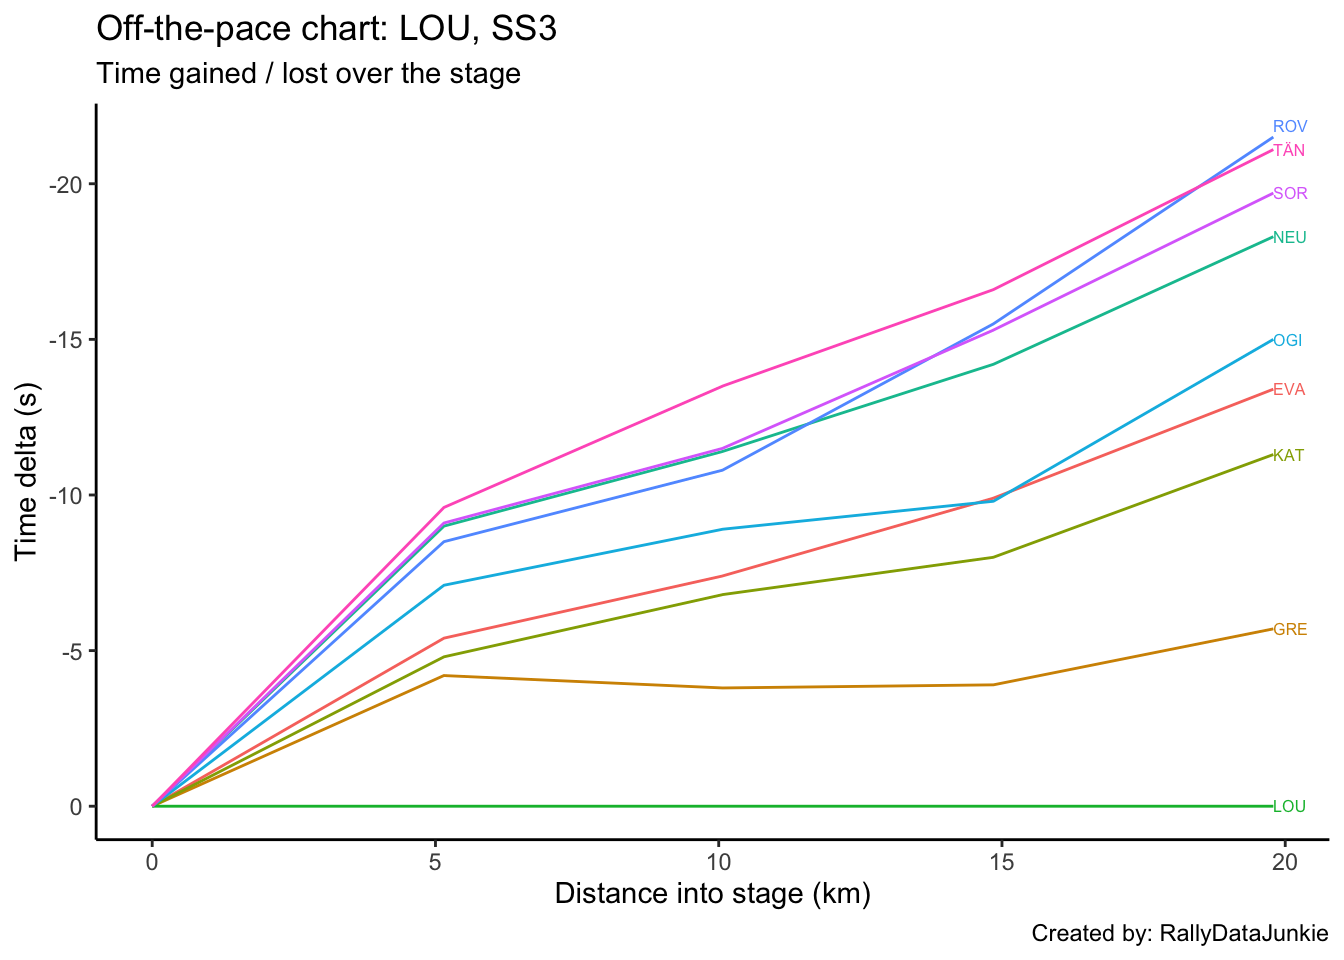 Off-the-pace chart: LOU, SS3
Time gained / lost over the stage
ROV
TÄN
-20
SOR
NEU
-15
OGI
EVA
KAT
-10
-5
GRE
0
LOU
Time delta (s)
0 5 10 15 20
Distance into stage (km)
Created by: RallyDataJunkie